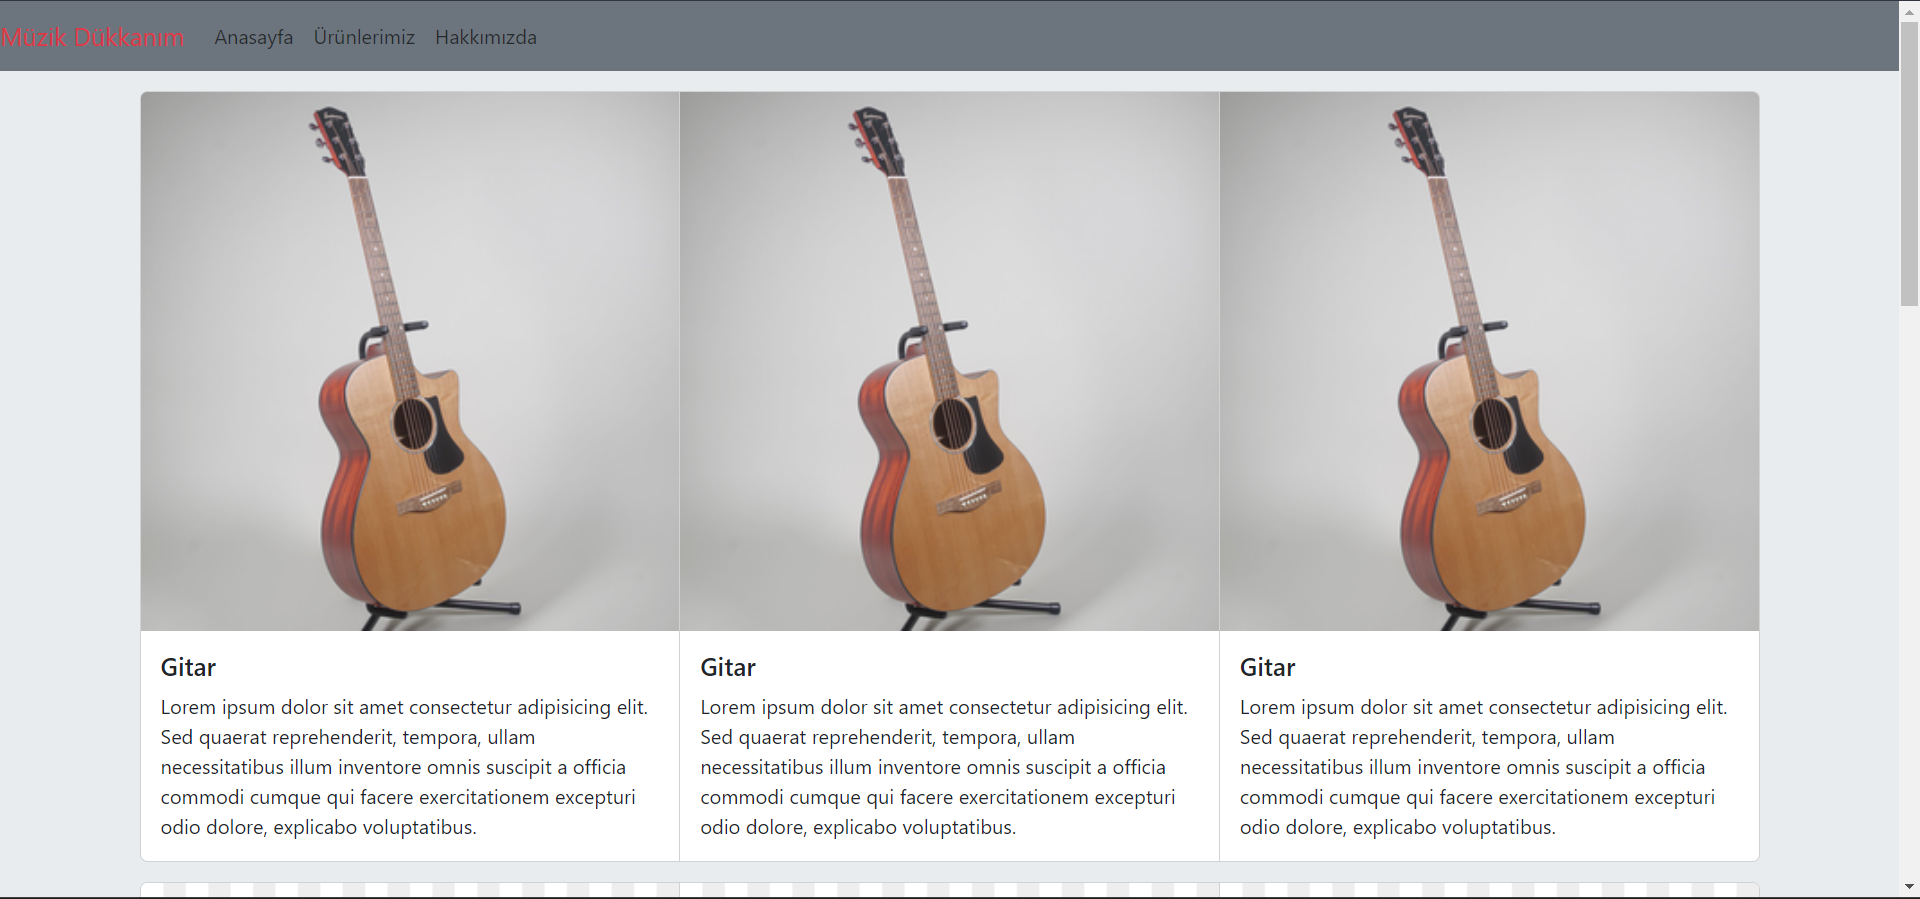 Müzik Dükkanım Anasayfa Ürünlerimiz Hakkımızda
Gitar
Lorem ipsum dolor sit amet consectetur adipisicing elit.
Sed quaerat reprehenderit, tempora, ullam
necessitatibus illum inventore omnis suscipit a officia
commodi cumque qui facere exercitationem excepturi
odio dolore, explicabo voluptatibus.
Gitar
Lorem ipsum dolor sit amet consectetur adipisicing elit.
Sed quaerat reprehenderit, tempora, ullam
necessitatibus illum inventore omnis suscipit a officia
commodi cumque qui facere exercitationem excepturi
odio dolore, explicabo voluptatibus.
Gitar
Lorem ipsum dolor sit amet consectetur adipisicing elit.
Sed quaerat reprehenderit, tempora, ullam
necessitatibus illum inventore omnis suscipit a officia
commodi cumque qui facere exercitationem excepturi
odio dolore, explicabo voluptatibus.